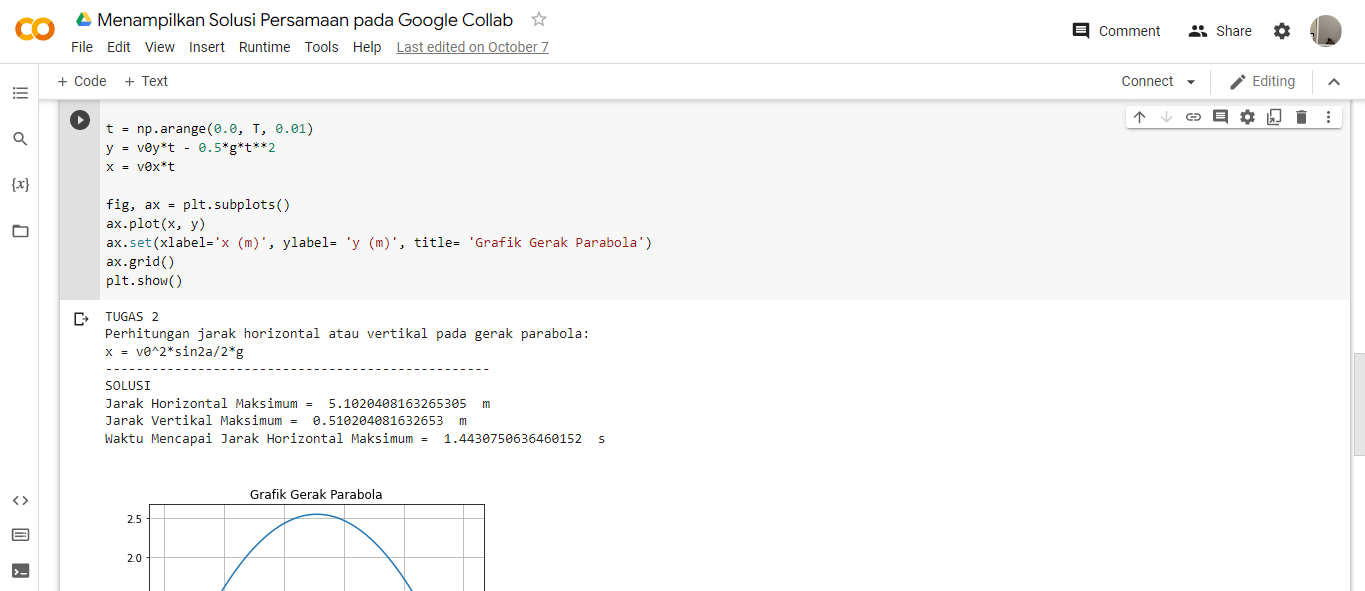 Menampilkan Solusi Persamaan pada Google Collab
File Edit View Insert Runtime Tools Help Last edited on October 7
Comment Share
+ Code + Text
Connect Editing
{x}
t = np.arange(0.0, T, 0.01)
y = v0y*t - 0.5*g*t**2
x = v0x*t
fig, ax = plt.subplots()
ax.plot(x, y)
ax.set(xlabel='x (m)', ylabel= 'y (m)', title= 'Grafik Gerak Parabola')
ax.grid()
plt.show()
TUGAS 2
Perhitungan jarak horizontal atau vertikal pada gerak parabola:
x = v0^2*sin2a/2*g
--------------------------------------------------
SOLUSI
Jarak Horizontal Maksimum =  5.1020408163265305  m
Jarak Vertikal Maksimum =  0.510204081632653  m
Waktu Mencapai Jarak Horizontal Maksimum =  1.4430750636460152  s
Grafik Gerak Parabola
2.5
2.0